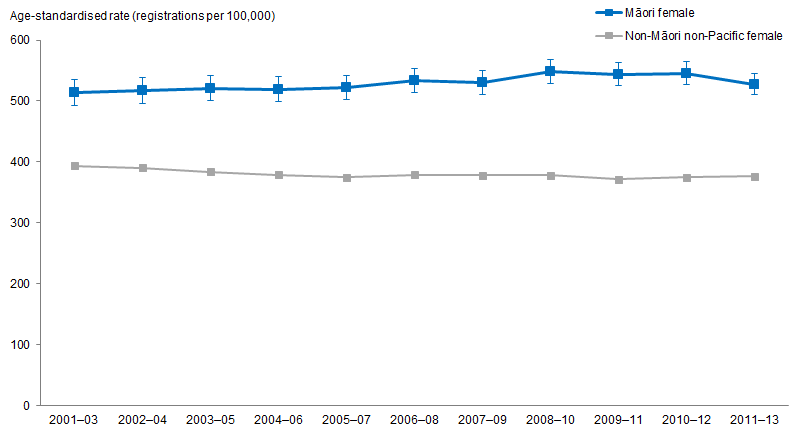 Age-standardised rate (registrations per 100,000)
Māori female
Non-Māori non-Pacific female
600
500
400
300
200
100
0
2001–03 2002–04 2003–05 2004–06 2005–07 2006–08 2007–09 2008–10 2009–11 2010–12 2011–13